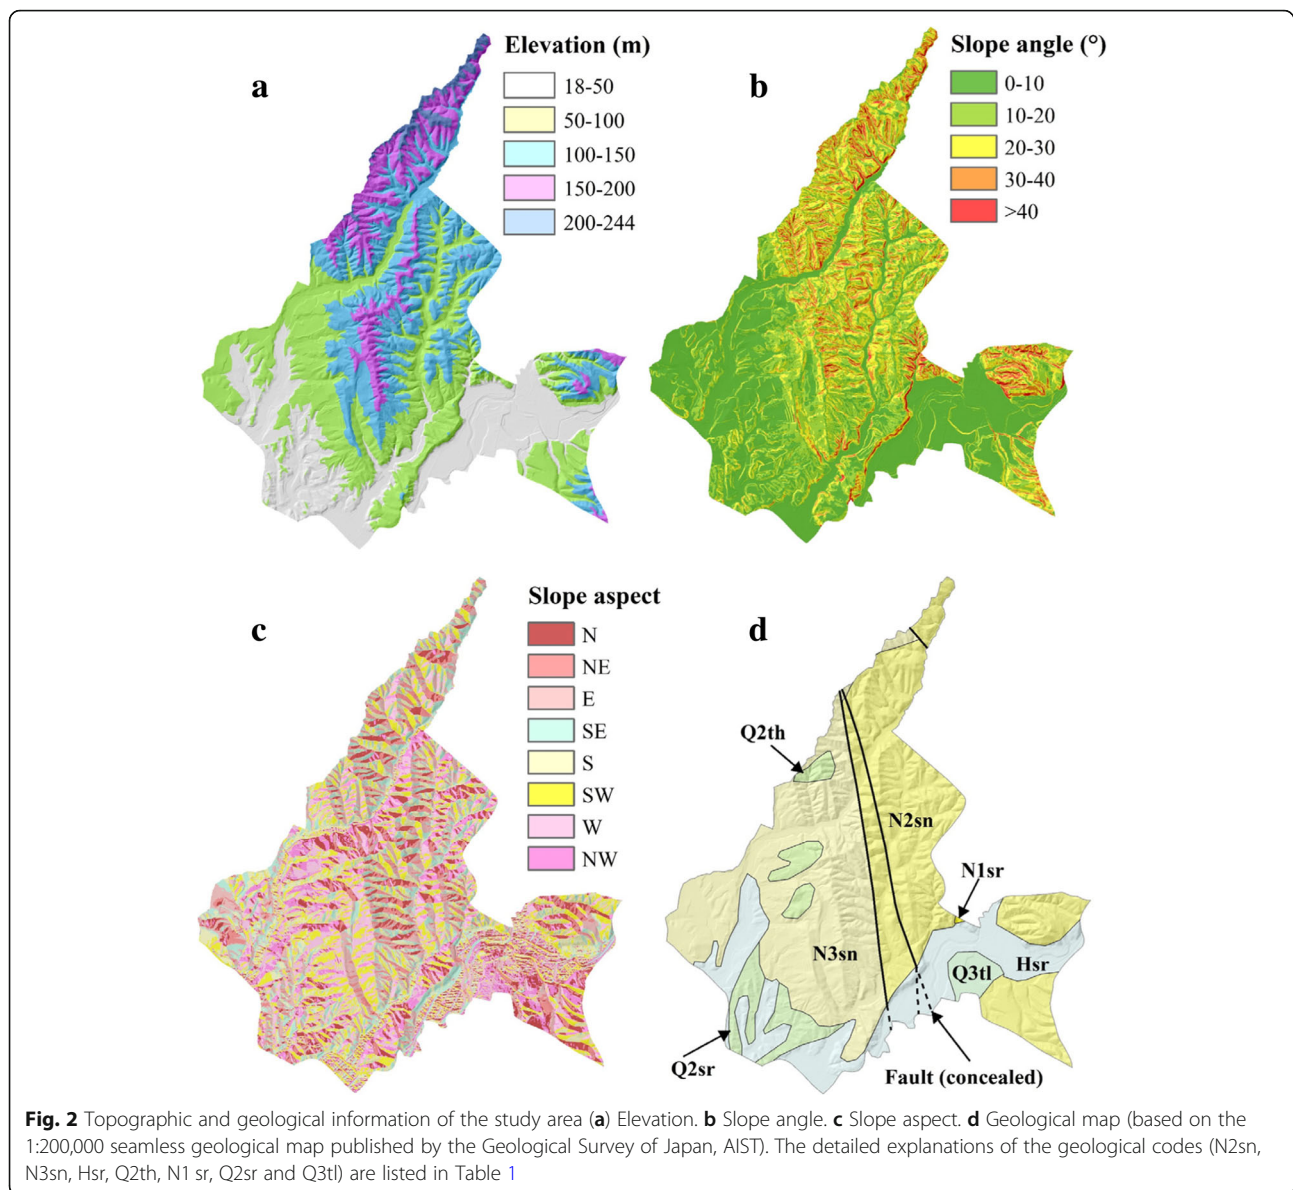 a
Elevation (m)
18-50
50-100
100-150
150-200
200-244
b
Slope angle (°)
0-10
10-20
20-30
30-40
>40
c
Slope aspect
N
NE
E
SE
S
SW
W
NW
d
Q2th
N2sn
N1sr
N3sn
Q3tl
Hsr
Q2sr
Fault (concealed)
Fig. 2 Topographic and geological information of the study area (a) Elevation. b Slope angle. c Slope aspect. d Geological map (based on the
1:200,000 seamless geological map published by the Geological Survey of Japan, AIST). The detailed explanations of the geological codes (N2sn,
N3sn, Hsr, Q2th, N1 sr, Q2sr and Q3tl) are listed in Table 1